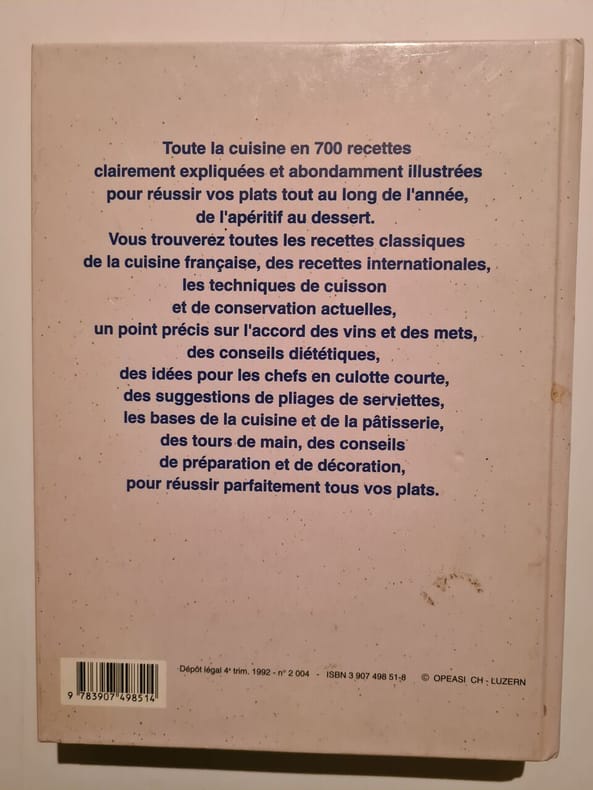 Toute la cuisine en 700 recettes
clairement expliquées et abondamment illustrées
pour réussir vos plats tout au long de l'année,
de l'apéritif au dessert.
Vous trouverez toutes les recettes classiques
de la cuisine française, des recettes internationales,
les techniques de cuisson
et de conservation actuelles,
un point précis sur l'accord des vins et des mets,
des conseils diététiques,
des idées pour les chefs en culotte courte,
des suggestions de pliages de serviettes,
les bases de la cuisine et de la pâtisserie,
des tours de main, des conseils
de préparation et de décoration,
pour réussir parfaitement tous vos plats.
Dépôt légal 4e trim. 1992 - n° 2 004 - ISBN 3 907 498 51-8 © OPEASI CH - LUZERN
9 783907 498514